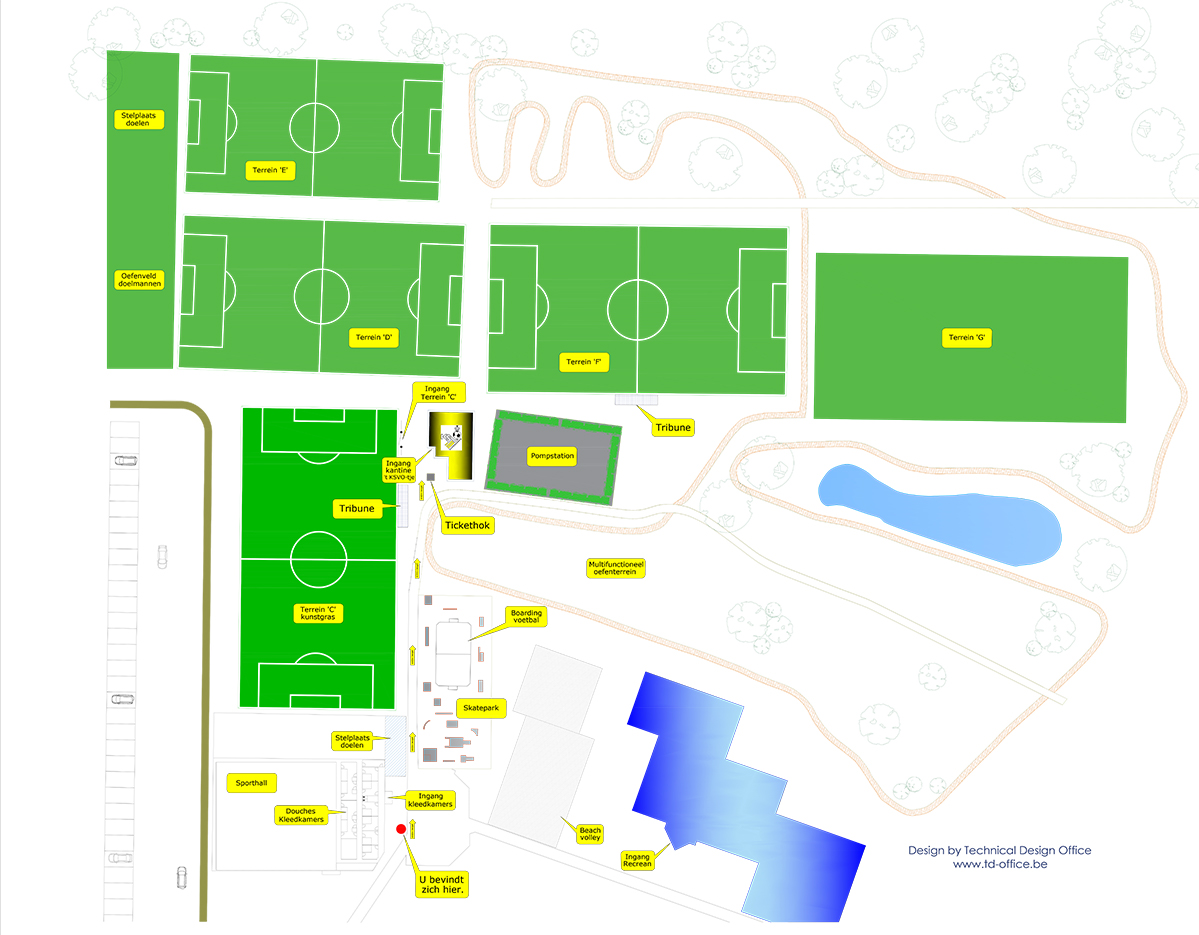 Stelplaats
doelen
Terrein 'E'
Oefenveld
doelmannen
Terrein 'D'
Terrein 'F'
Terrein 'G'
Ingang
Terrein 'C'
Tribune
Ingang
kantine
't KSVO-tje
Pompstation
Tribune
Tickethok
Multifunctioneel
oefenterrein
Terrein 'C'
kunstgras
Boarding
voetbal
Skatepark
Stelplaats
doelen
Sporthall
Ingang
kleedkamers
Douches
Kleedkamers
Beach
volley
Ingang
Recrean
U bevindt
zich hier.
Design by Technical Design Office
www.td-office.be